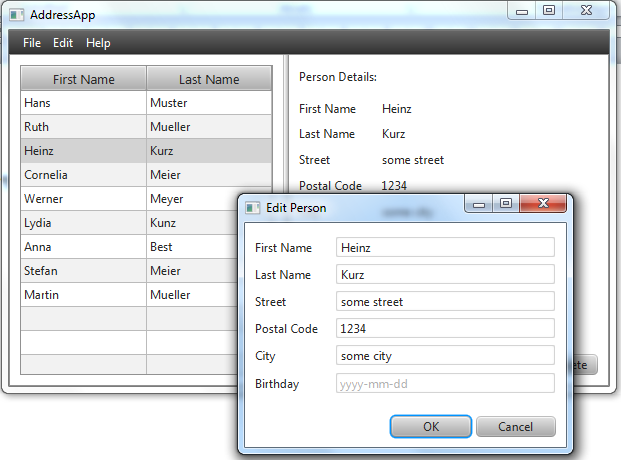 AddressApp
File Edit Help
First Name Last Name
Hans Muster
Ruth Mueller
Heinz Kurz
Cornelia Meier
Werner Meyer
Lydia Kunz
Anna Best
Stefan Meier
Martin Mueller
Person Details:
First Name Heinz
Last Name Kurz
Street some street
Postal Code 1234
some city
Edit Person
First Name Heinz
Last Name Kurz
Street some street
Postal Code 1234
City some city
Birthday yyyy-mm-dd
OK Cancel